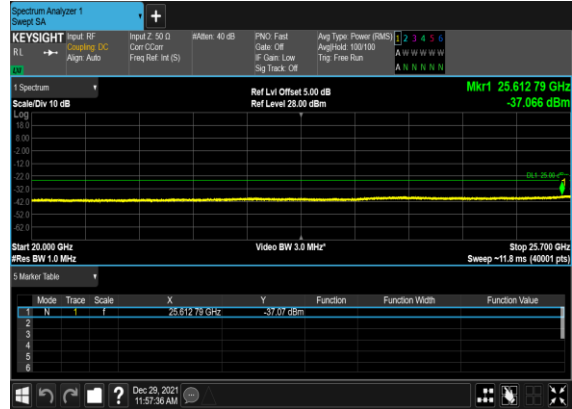 Spectrum Analyzer 1
Swept SA
+
KEYSIGHT
RL
Input: RF
Coupling: DC
Align: Auto
Input Z: 50 Ω
Corr CCorr
Freq Ref: Int (S)
#Atten: 40 dB
PNO: Fast
Gate: Off
IF Gain: Low
Sig Track: Off
Avg Type: Power (RMS)
Avg|Hold: 100/100
Trig: Free Run
1 2 3 4 5 6
A W W W W W
A N N N N N
1 Spectrum
Scale/Div 10 dB
Ref Lvl Offset 5.00 dB
Ref Level 28.00 dBm
Mkr1 25.612 79 GHz
-37.066 dBm
Log
18.0
8.00
-2.00
-12.0
-22.0
-32.0
-42.0
-52.0
-62.0
1
Start 20.000 GHz
#Res BW 1.0 MHz
Video BW 3.0 MHz*
Stop 25.700 GHz
Sweep ~11.8 ms (40001 pts)
5 Marker Table
Mode Trace Scale X Y Function Function Width Function Value
1 N 1 f 25.612 79 GHz -37.07 dBm
2
3
4
5
6
?
Dec 29, 2021
11:57:36 AM